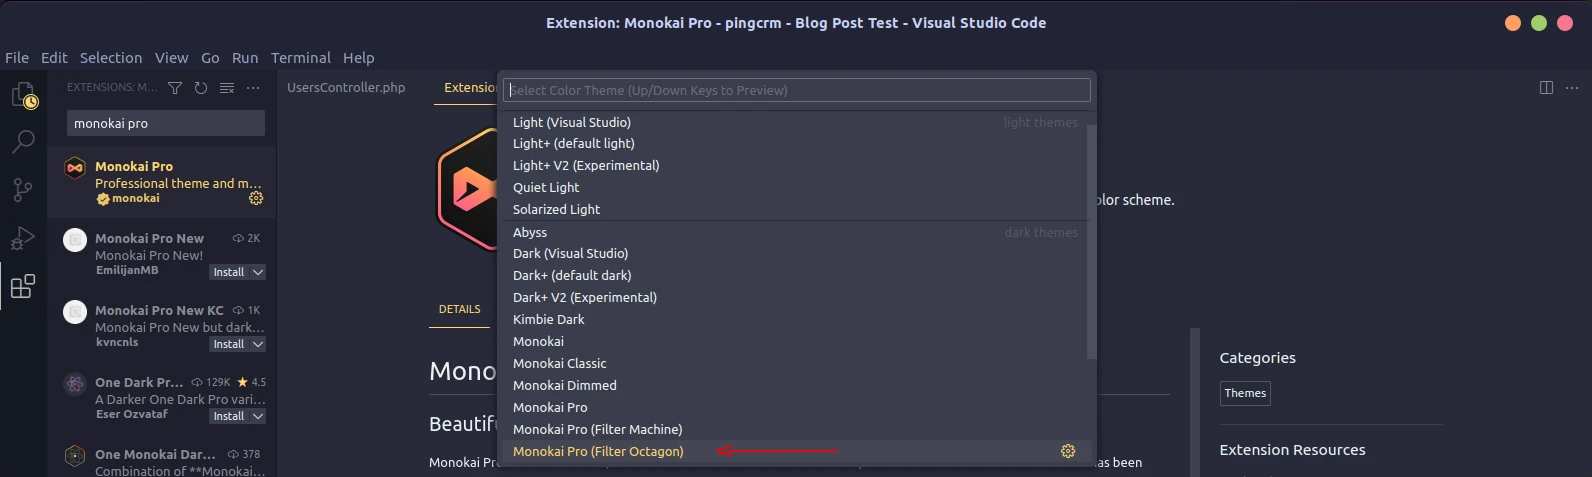 Extension: Monokai Pro - pingcrm - Blog Post Test - Visual Studio Code
File Edit Selection View Go Run Terminal Help
EXTENSIONS: M...
monokai pro
Monokai Pro
Professional theme and m...
monokai
Monokai Pro New 2K
Monokai Pro New!
EmilijanMB Install
Monokai Pro New KC 1K
Monokai Pro New but dark...
kvncnls Install
One Dark Pr... 129K 4.5
A Darker One Dark Pro vari...
Eser Ozvataf Install
One Monokai Dar... 378
Combination of **Monokai...
UsersController.php Extension
Select Color Theme (Up/Down Keys to Preview)
Light (Visual Studio) light themes
Light+ (default light)
Light+ V2 (Experimental)
Quiet Light
Solarized Light
Abyss dark themes
Dark (Visual Studio)
Dark+ (default dark)
Dark+ V2 (Experimental)
Kimbie Dark
Monokai
Monokai Classic
Monokai Dimmed
Monokai Pro
Monokai Pro (Filter Machine)
Monokai Pro (Filter Octagon)
olor scheme.
DETAILS
Mono
Beautifu
Monokai Pr
as been
Categories
Themes
Extension Resources